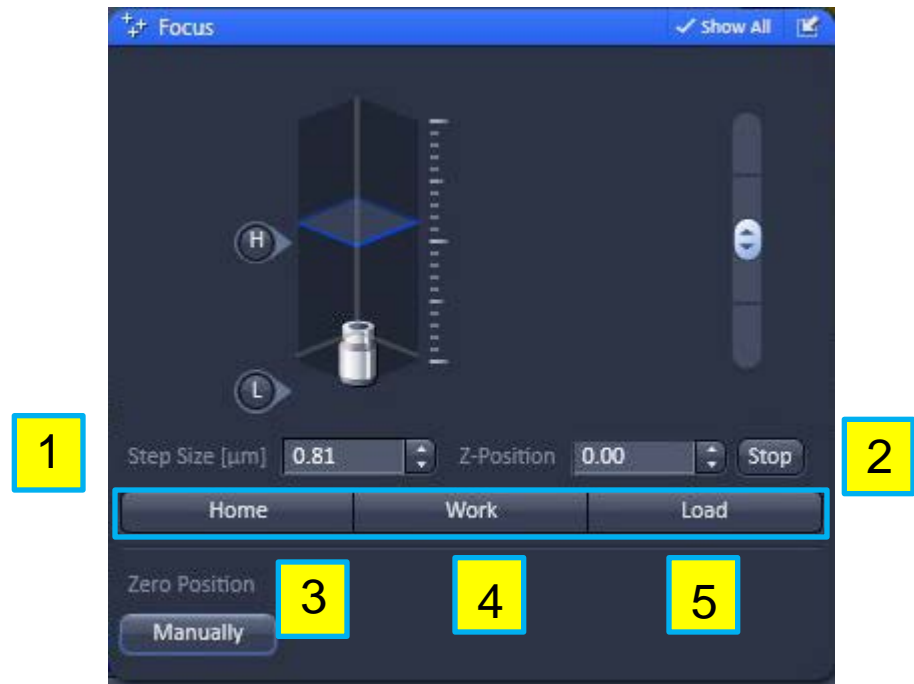 Focus Show All
H
L
1 Step Size [µm] 0.81 Z-Position 0.00 Stop 2
Home Work Load
Zero Position 3 4 5
Manually